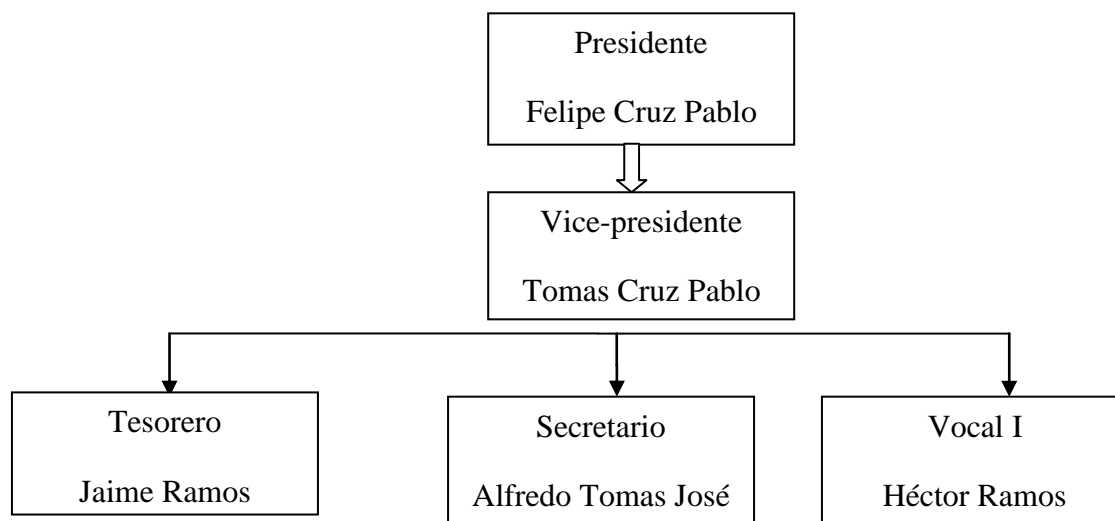 Presidente
Felipe Cruz Pablo
Vice-presidente
Tomas Cruz Pablo
Tesorero
Jaime Ramos
Secretario
Alfredo Tomas José
Vocal I
Héctor Ramos